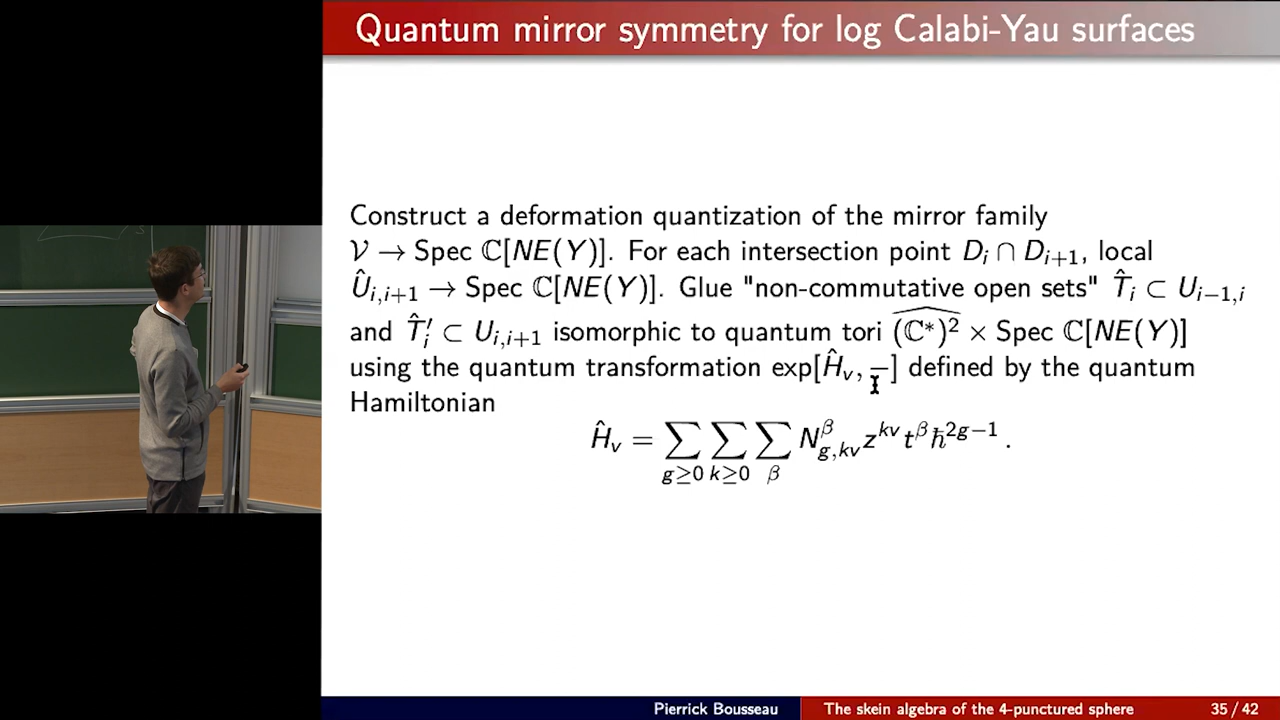 Quantum mirror symmetry for log Calabi-Yau surfaces
Construct a deformation quantization of the mirror family
𝒱 → Spec ℂ[NE(Y)]. For each intersection point D_i ∩ D_{i+1}, local
Û_{i,i+1} → Spec ℂ[NE(Y)]. Glue "non-commutative open sets" T̂_i ⊂ U_{i−1,i}
and T̂′_i ⊂ U_{i,i+1} isomorphic to quantum tori \widehat{(ℂ*)²} × Spec ℂ[NE(Y)]
using the quantum transformation exp[Ĥ_v, −] defined by the quantum
Hamiltonian
Ĥ_v = ∑_{g≥0} ∑_{k≥0} ∑_β N^β_{g,kv} z^{kv} t^β ℏ^{2g−1} .
Pierrick Bousseau The skein algebra of the 4-punctured sphere 35 / 42